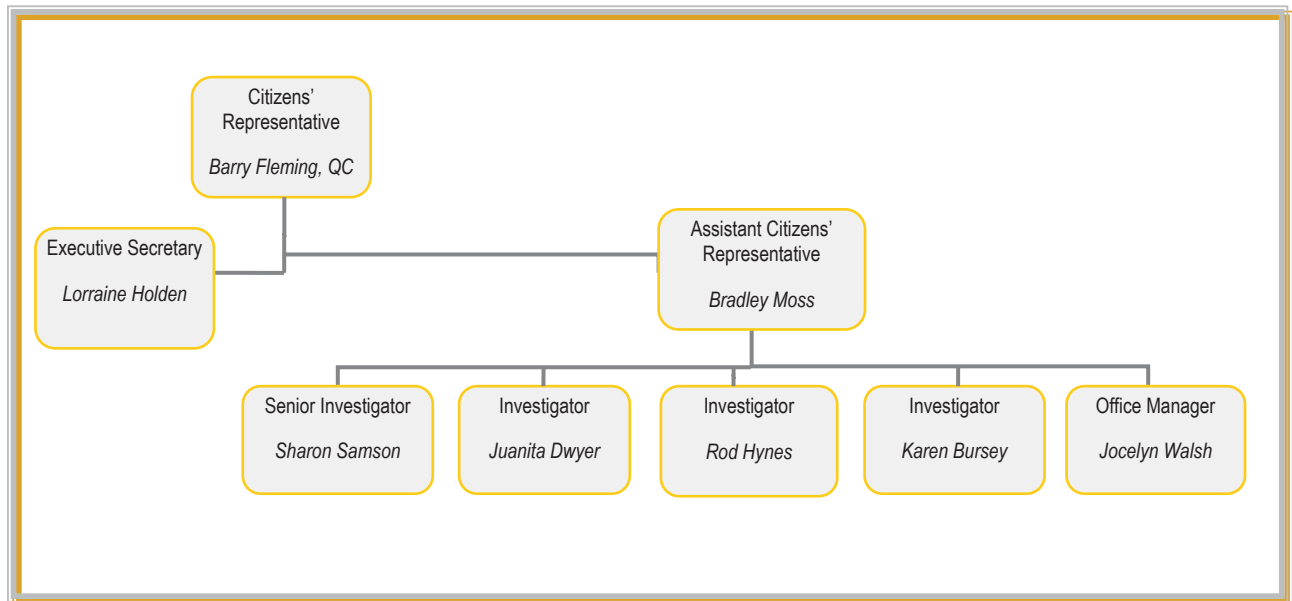 Citizens’
Representative
Barry Fleming, QC
Executive Secretary
Lorraine Holden
Assistant Citizens’
Representative
Bradley Moss
Senior Investigator
Sharon Samson
Investigator
Juanita Dwyer
Investigator
Rod Hynes
Investigator
Karen Bursey
Office Manager
Jocelyn Walsh